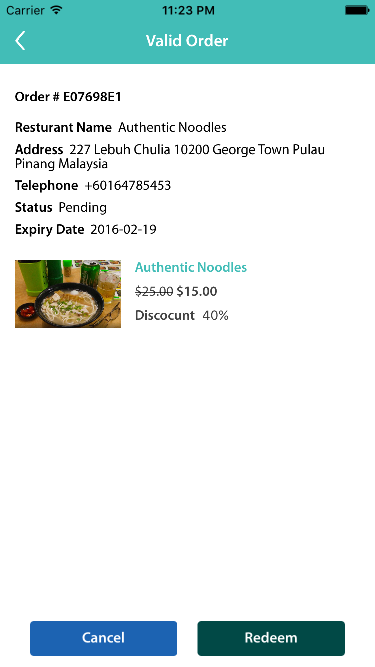 Carrier 11:23 PM
Valid Order
Order # E07698E1
Resturant Name Authentic Noodles
Address 227 Lebuh Chulia 10200 George Town Pulau
Pinang Malaysia
Telephone +60164785453
Status Pending
Expiry Date 2016-02-19
Authentic Noodles
$25.00 $15.00
Discocunt 40%
Cancel Redeem